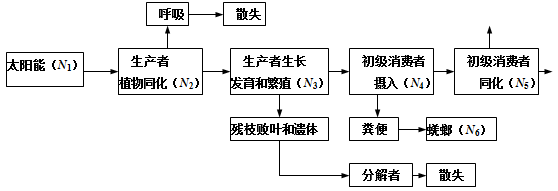 呼吸
散失
太阳能（N₁）
生产者
植物同化（N₂）
生产者生长
发育和繁殖（N₃）
初级消费者
摄入（N₄）
初级消费者
同化（N₅）
残枝败叶和遗体
粪便
蜣螂（N₆）
分解者
散失